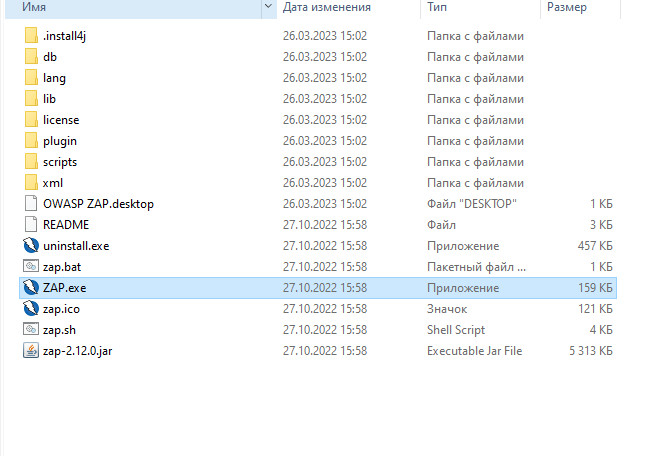 Имя Дата изменения Тип Размер
.install4j 26.03.2023 15:02 Папка с файлами
db 26.03.2023 15:02 Папка с файлами
lang 26.03.2023 15:02 Папка с файлами
lib 26.03.2023 15:02 Папка с файлами
license 26.03.2023 15:02 Папка с файлами
plugin 26.03.2023 15:02 Папка с файлами
scripts 26.03.2023 15:02 Папка с файлами
xml 26.03.2023 15:02 Папка с файлами
OWASP ZAP.desktop 26.03.2023 15:02 Файл "DESKTOP" 1 КБ
README 27.10.2022 15:58 Файл 3 КБ
uninstall.exe 27.10.2022 15:58 Приложение 457 КБ
zap.bat 27.10.2022 15:58 Пакетный файл ... 1 КБ
ZAP.exe 27.10.2022 15:58 Приложение 159 КБ
zap.ico 27.10.2022 15:58 Значок 121 КБ
zap.sh 27.10.2022 15:58 Shell Script 4 КБ
zap-2.12.0.jar 27.10.2022 15:58 Executable Jar File 5 313 КБ